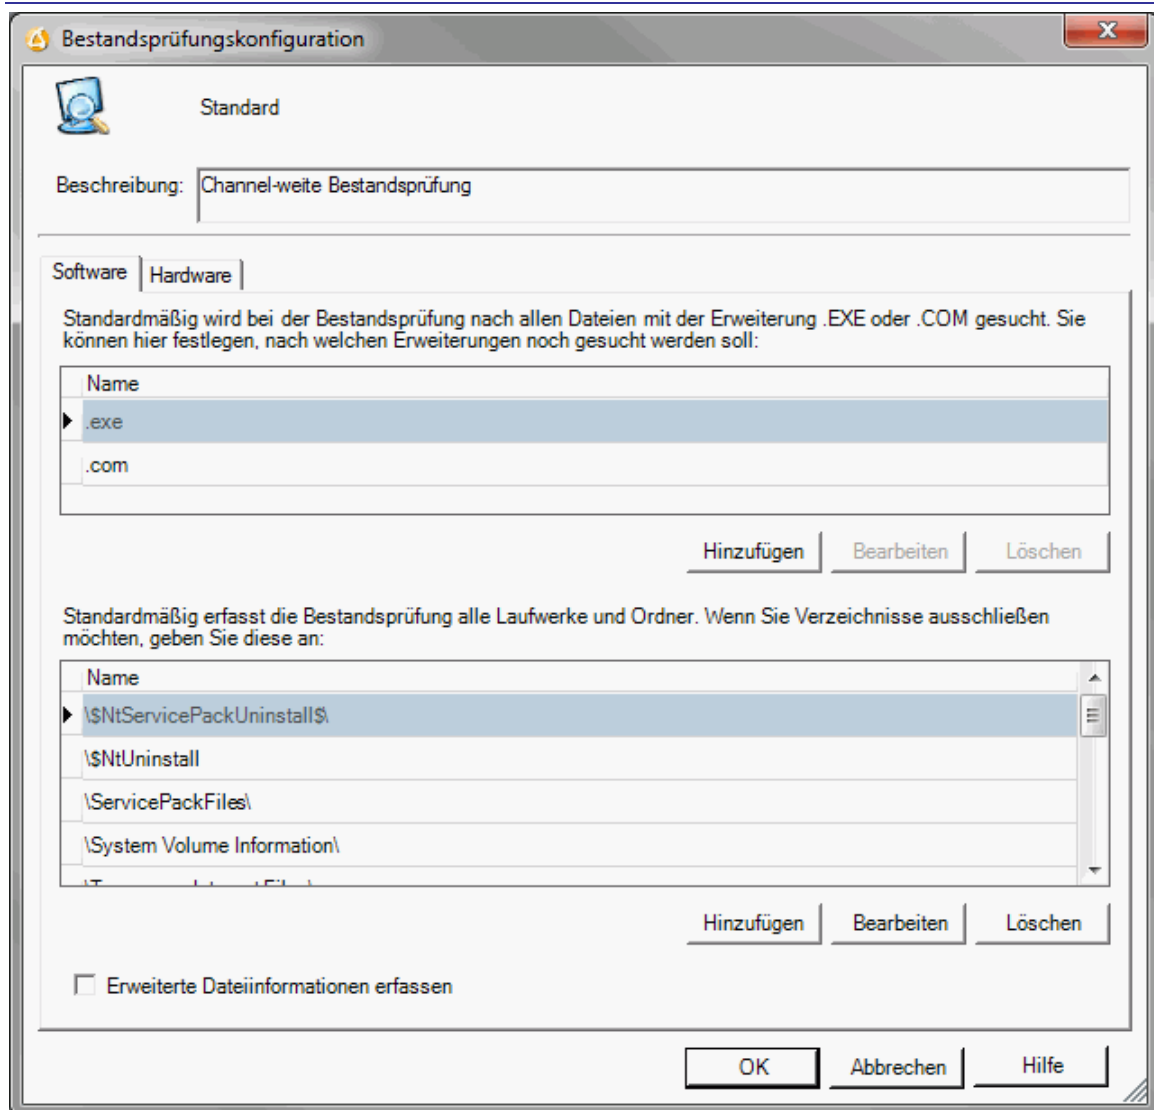 Bestandsprüfungskonfiguration
Standard
Beschreibung: Channel-weite Bestandsprüfung
Software Hardware
Standardmäßig wird bei der Bestandsprüfung nach allen Dateien mit der Erweiterung .EXE oder .COM gesucht. Sie
können hier festlegen, nach welchen Erweiterungen noch gesucht werden soll:
Name
.exe
.com
Hinzufügen Bearbeiten Löschen
Standardmäßig erfasst die Bestandsprüfung alle Laufwerke und Ordner. Wenn Sie Verzeichnisse ausschließen
möchten, geben Sie diese an:
Name
\$NtServicePackUninstall$\
\$NtUninstall
\ServicePackFiles\
\System Volume Information\
Hinzufügen Bearbeiten Löschen
Erweiterte Dateiinformationen erfassen
OK Abbrechen Hilfe